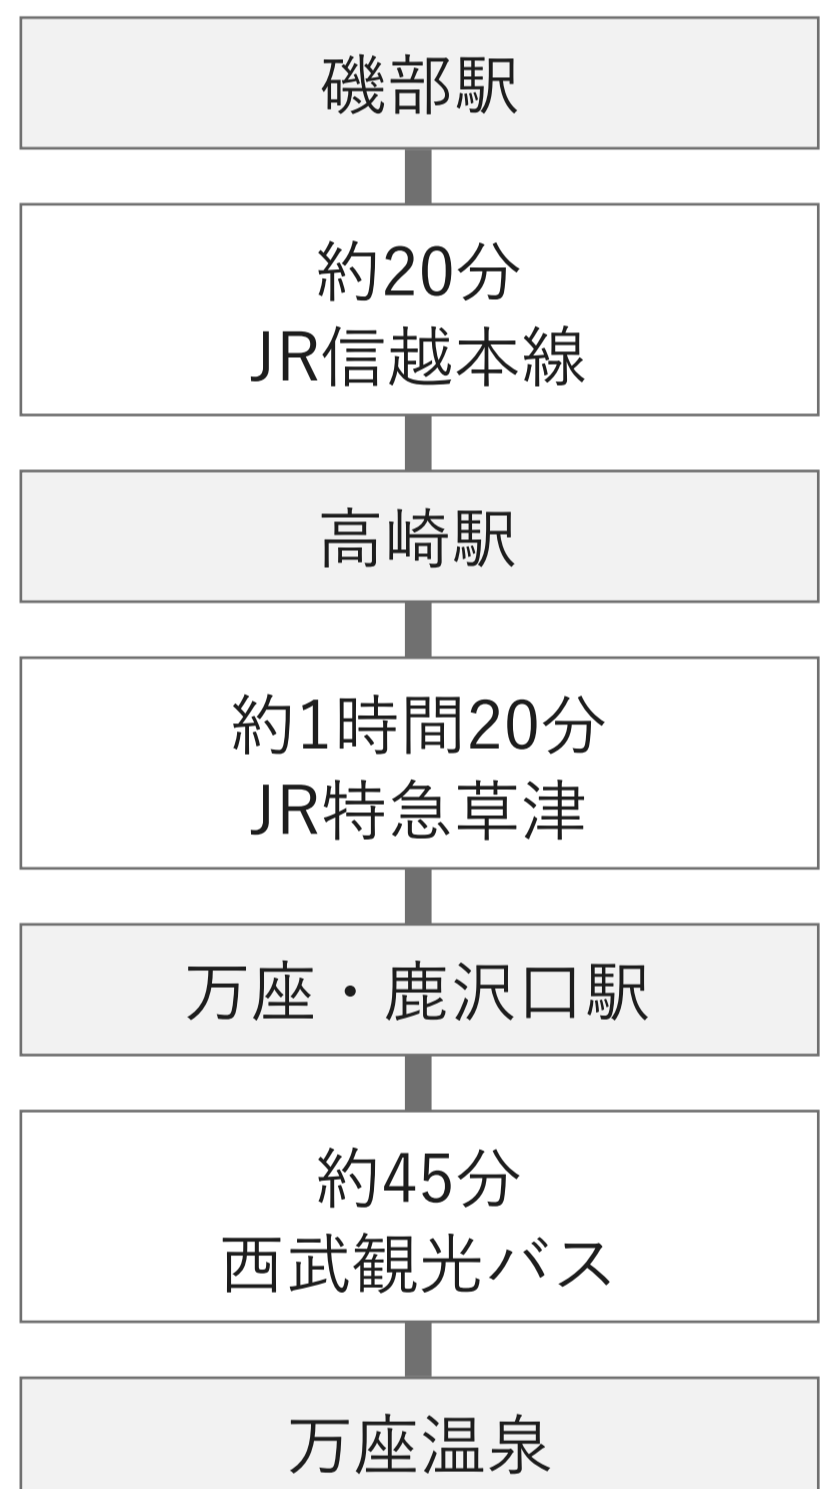 磯部駅
約20分
JR信越本線
高崎駅
約1時間20分
JR特急草津
万座・鹿沢口駅
約45分
西武観光バス
万座温泉